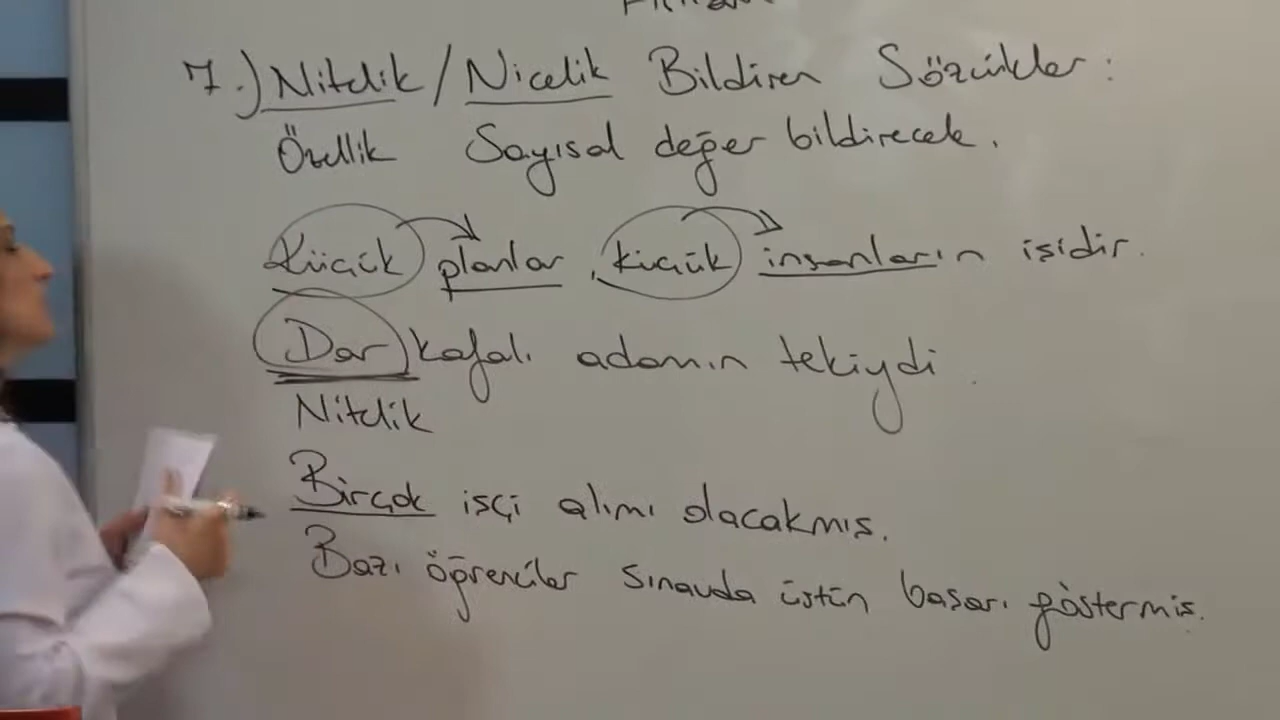 7.) Nitelik / Nicelik Bildiren Sözcükler :
Özellik Sayısal değer bildirecek.
Küçük planlar, küçük insanların işidir.
Dar kafalı adamın tekiydi.
Nitelik
Birçok işçi alımı olacakmış.
Bazı öğrenciler sınavda üstün başarı göstermiş.